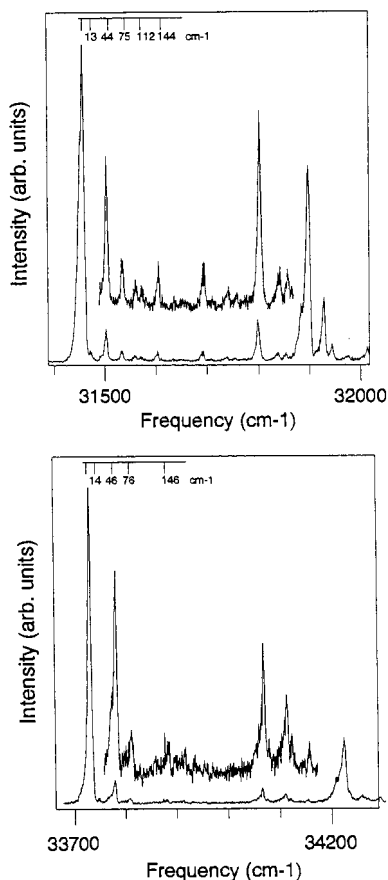 13 44 75 112 144 cm-1
Intensity (arb. units)
31500 32000
Frequency (cm-1)
14 46 76 146 cm-1
Intensity (arb. units)
33700 34200
Frequency (cm-1)